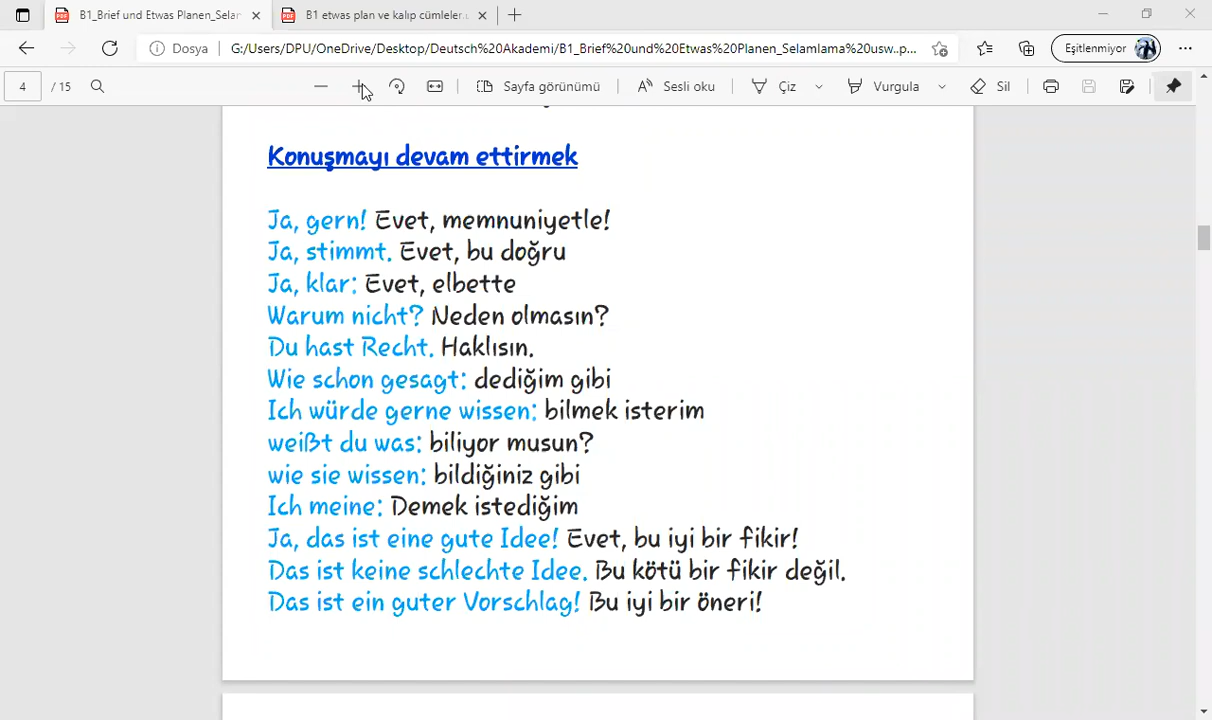 B1_Brief und Etwas Planen_Selam
B1 etwas plan ve kalıp cümleler.
Dosya
G:/Users/DPU/OneDrive/Desktop/Deutsch%20Akademi/B1_Brief%20und%20Etwas%20Planen_Selamlama%20usw..p...
Eşitlenmiyor
4 / 15
Sayfa görünümü
Sesli oku
Çiz
Vurgula
Sil
Konuşmayı devam ettirmek
Ja, gern! Evet, memnuniyetle!
Ja, stimmt. Evet, bu doğru
Ja, klar: Evet, elbette
Warum nicht? Neden olmasın?
Du hast Recht. Haklısın.
Wie schon gesagt: dediğim gibi
Ich würde gerne wissen: bilmek isterim
weißt du was: biliyor musun?
wie sie wissen: bildiğiniz gibi
Ich meine: Demek istediğim
Ja, das ist eine gute Idee! Evet, bu iyi bir fikir!
Das ist keine schlechte Idee. Bu kötü bir fikir değil.
Das ist ein guter Vorschlag! Bu iyi bir öneri!